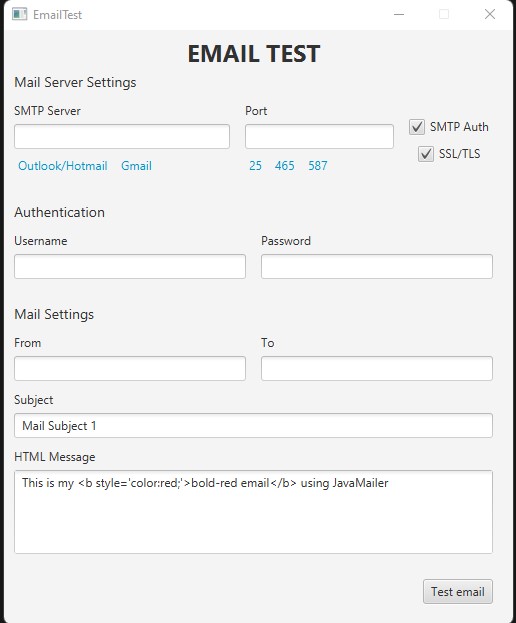 EmailTest
EMAIL TEST
Mail Server Settings
SMTP Server Port
SMTP Auth
SSL/TLS
Outlook/Hotmail Gmail 25 465 587
Authentication
Username Password
Mail Settings
From To
Subject
Mail Subject 1
HTML Message
This is my <b style='color:red;'>bold-red email</b> using JavaMailer
Test email